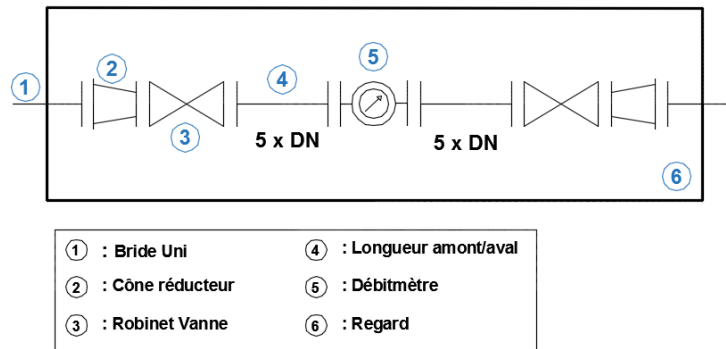 5
2
4
1
3
5 x DN
5 x DN
6
1 : Bride Uni
4 : Longueur amont/aval
2 : Cône réducteur
5 : Débitmètre
3 : Robinet Vanne
6 : Regard